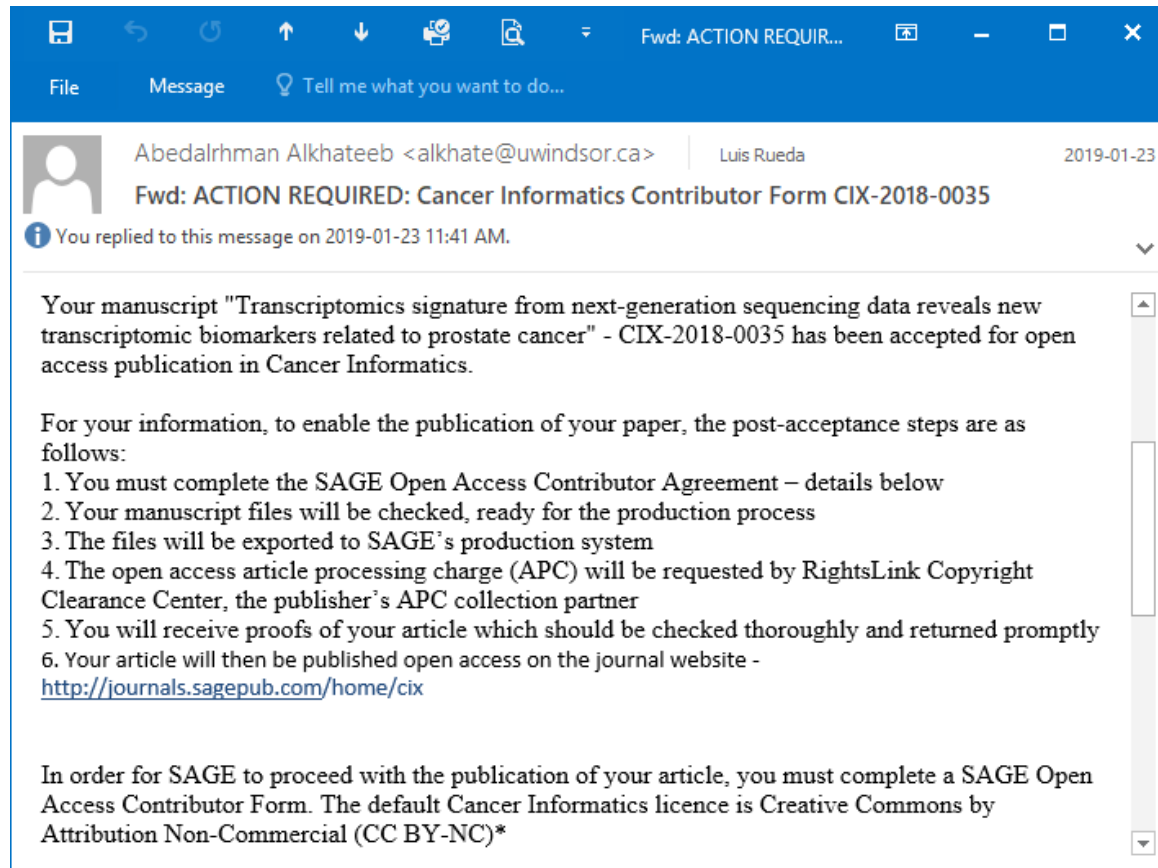 Fwd: ACTION REQUIR...
File Message Tell me what you want to do...
Abedalrhman Alkhateeb <alkhate@uwindsor.ca> Luis Rueda 2019-01-23
Fwd: ACTION REQUIRED: Cancer Informatics Contributor Form CIX-2018-0035
You replied to this message on 2019-01-23 11:41 AM.
Your manuscript "Transcriptomics signature from next-generation sequencing data reveals new
transcriptomic biomarkers related to prostate cancer" - CIX-2018-0035 has been accepted for open
access publication in Cancer Informatics.
For your information, to enable the publication of your paper, the post-acceptance steps are as
follows:
1. You must complete the SAGE Open Access Contributor Agreement – details below
2. Your manuscript files will be checked, ready for the production process
3. The files will be exported to SAGE’s production system
4. The open access article processing charge (APC) will be requested by RightsLink Copyright
Clearance Center, the publisher’s APC collection partner
5. You will receive proofs of your article which should be checked thoroughly and returned promptly
6. Your article will then be published open access on the journal website -
http://journals.sagepub.com/home/cix
In order for SAGE to proceed with the publication of your article, you must complete a SAGE Open
Access Contributor Form. The default Cancer Informatics licence is Creative Commons by
Attribution Non-Commercial (CC BY-NC)*